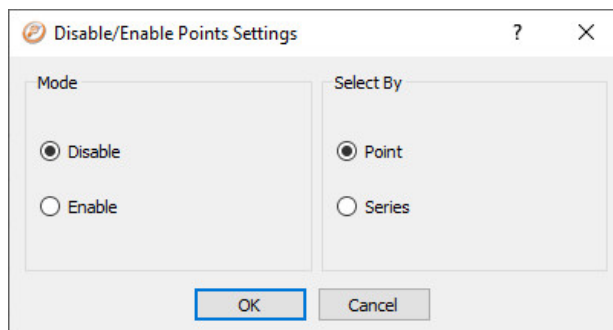 Disable/Enable Points Settings ?
Mode
Disable
Enable
Select By
Point
Series
OK Cancel